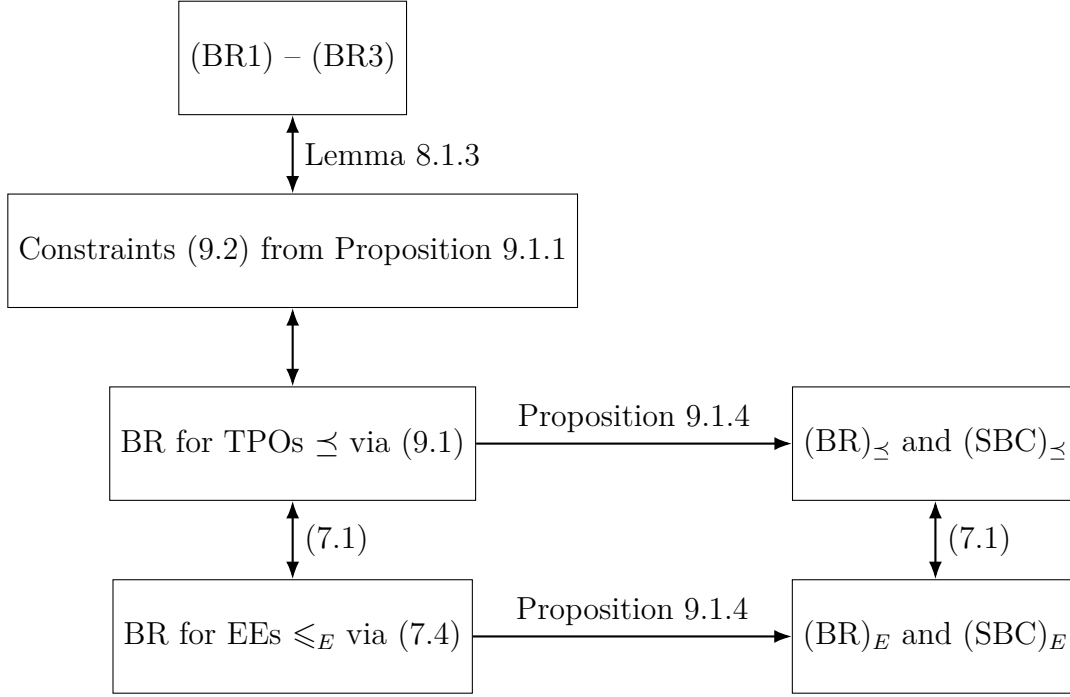 (BR1) – (BR3)
Lemma 8.1.3
Constraints (9.2) from Proposition 9.1.1
BR for TPOs ⪯ via (9.1)
Proposition 9.1.4
(BR)⪯ and (SBC)⪯
(7.1)
(7.1)
BR for EEs ⩽E via (7.4)
Proposition 9.1.4
(BR)E and (SBC)E